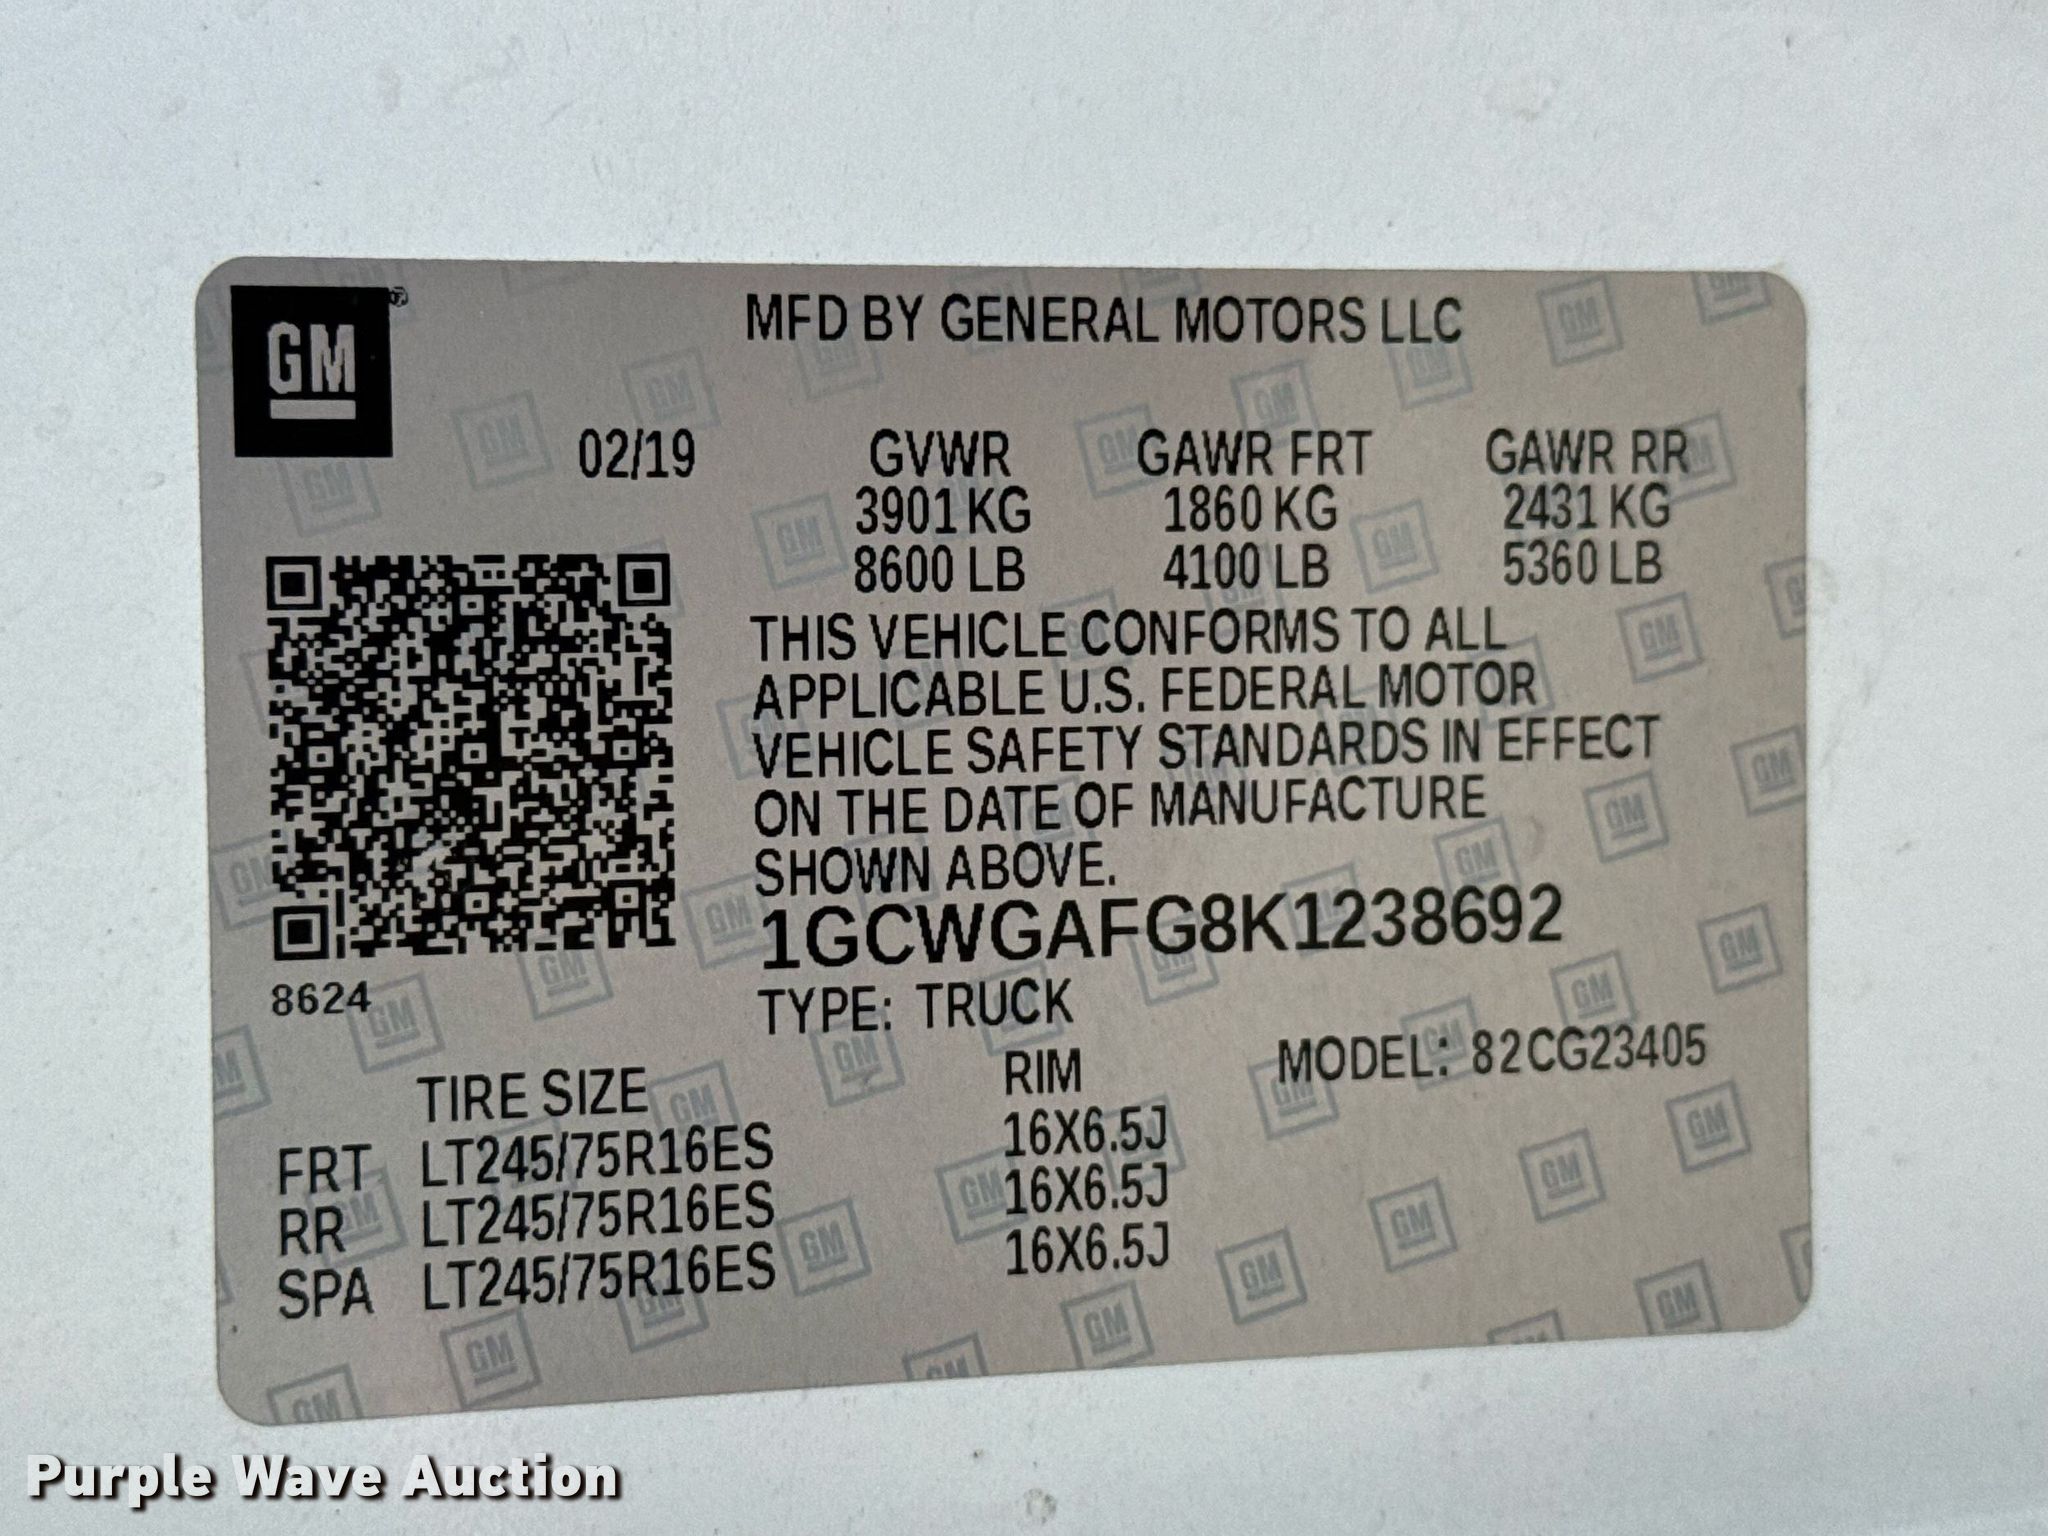 GM®
MFD BY GENERAL MOTORS LLC
02/19 GVWR GAWR FRT GAWR RR
3901 KG 1860 KG 2431 KG
8600 LB 4100 LB 5360 LB
THIS VEHICLE CONFORMS TO ALL
APPLICABLE U.S. FEDERAL MOTOR
VEHICLE SAFETY STANDARDS IN EFFECT
ON THE DATE OF MANUFACTURE
SHOWN ABOVE.
1GCWGAFG8K1238692
8624
TYPE: TRUCK
MODEL: 82CG23405
TIRE SIZE RIM
FRT LT245/75R16ES 16X6.5J
RR LT245/75R16ES 16X6.5J
SPA LT245/75R16ES 16X6.5J
Purple Wave Auction